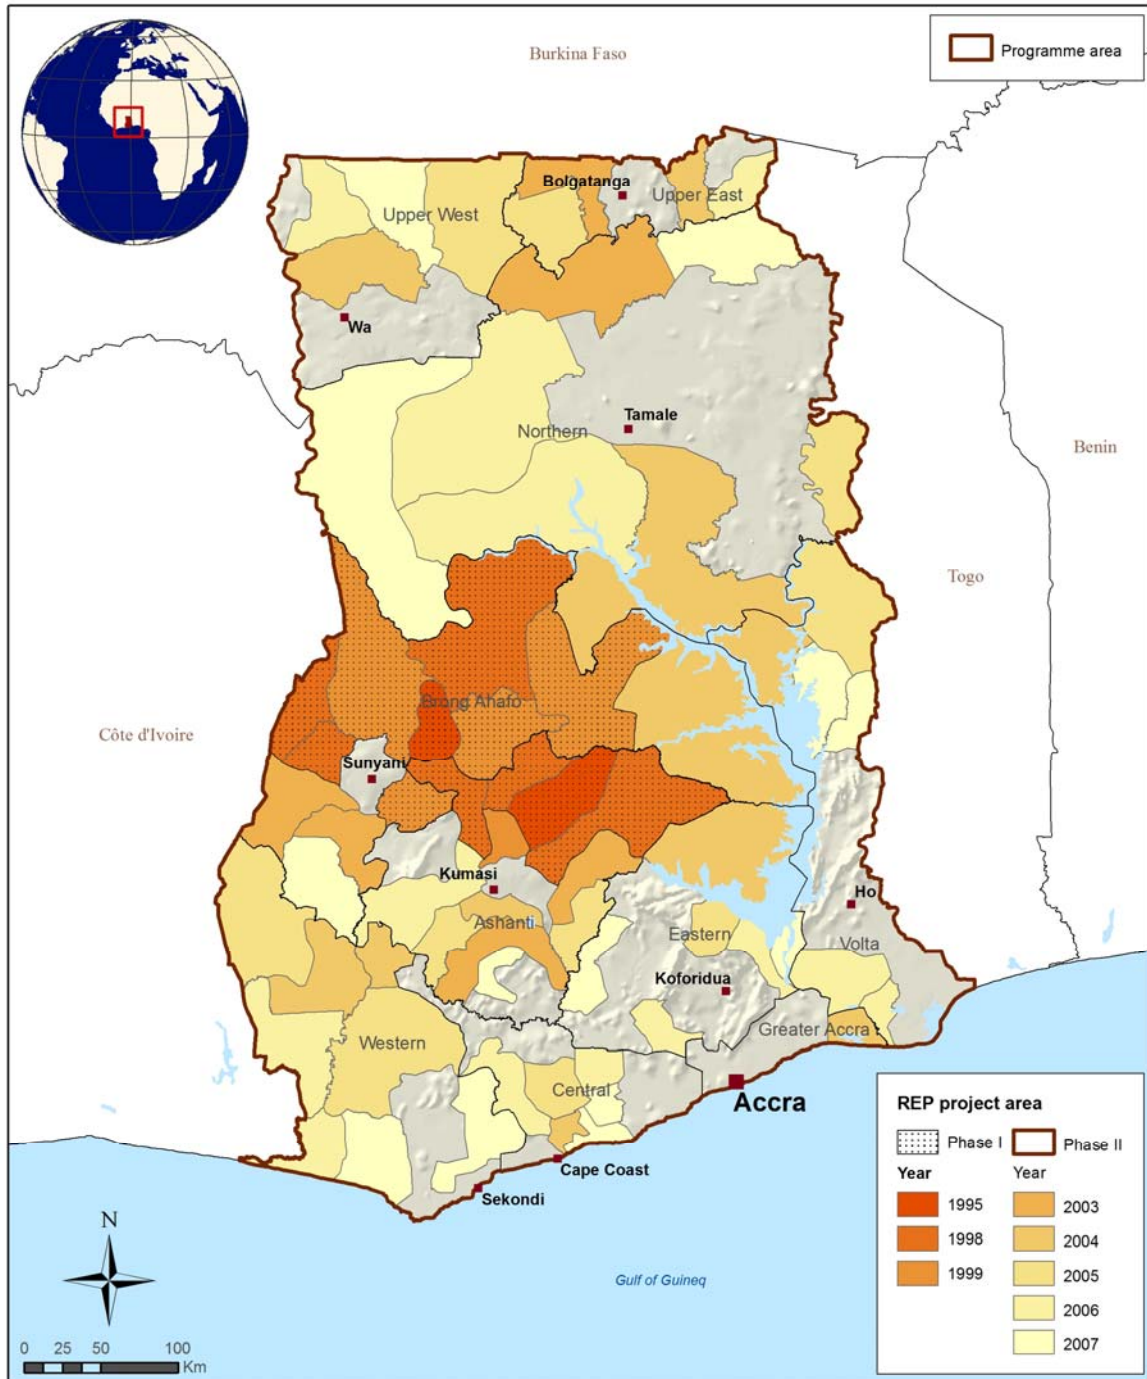 Burkina Faso
Programme area
Bolgatanga
Upper East
Upper West
Wa
Tamale
Northern
Benin
Togo
Brong Ahafo
Côte d'Ivoire
Sunyani
Kumasi
Ho
Ashanti
Eastern
Volta
Koforidua
Greater Accra
Western
Central
Accra
Cape Coast
Sekondi
Gulf of Guineq
N
0 25 50 100
Km
REP project area
Phase I Phase II
Year Year
1995 2003
1998 2004
1999 2005
2006
2007